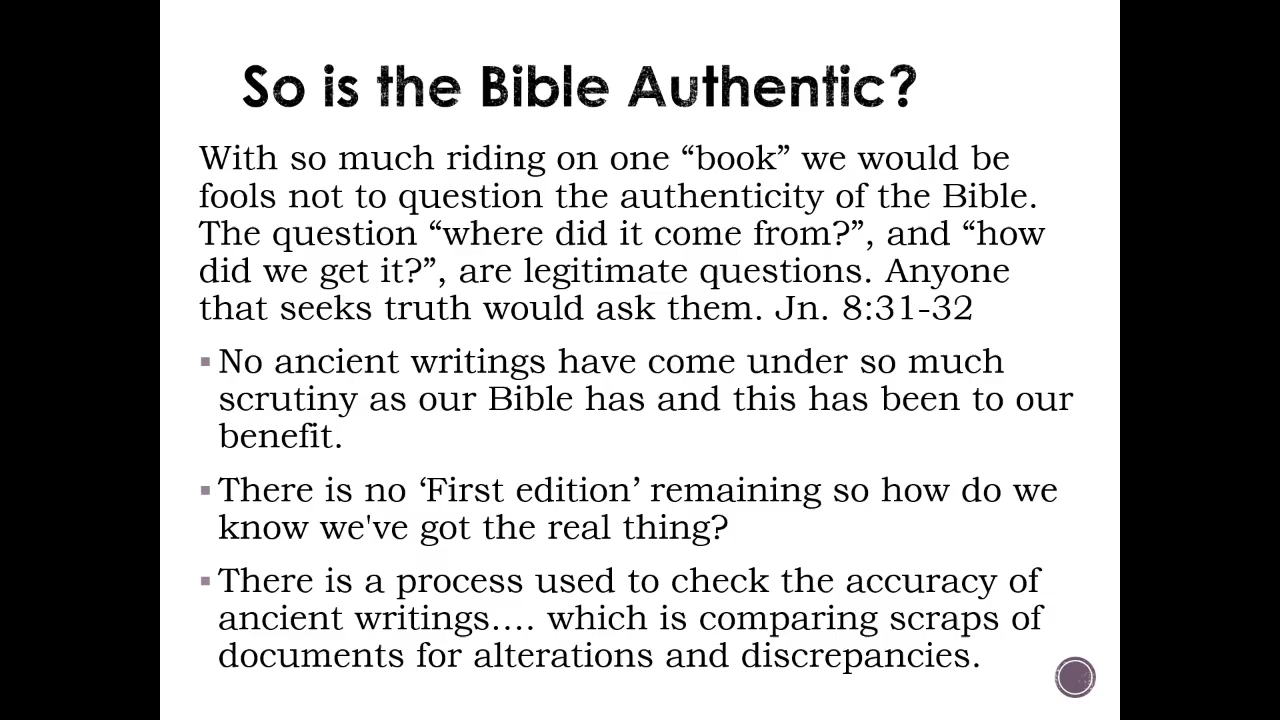 So is the Bible Authentic?
With so much riding on one “book” we would be
fools not to question the authenticity of the Bible.
The question “where did it come from?”, and “how
did we get it?”, are legitimate questions. Anyone
that seeks truth would ask them. Jn. 8:31-32
▪ No ancient writings have come under so much
scrutiny as our Bible has and this has been to our
benefit.
▪ There is no ‘First edition’ remaining so how do we
know we've got the real thing?
▪ There is a process used to check the accuracy of
ancient writings.... which is comparing scraps of
documents for alterations and discrepancies.